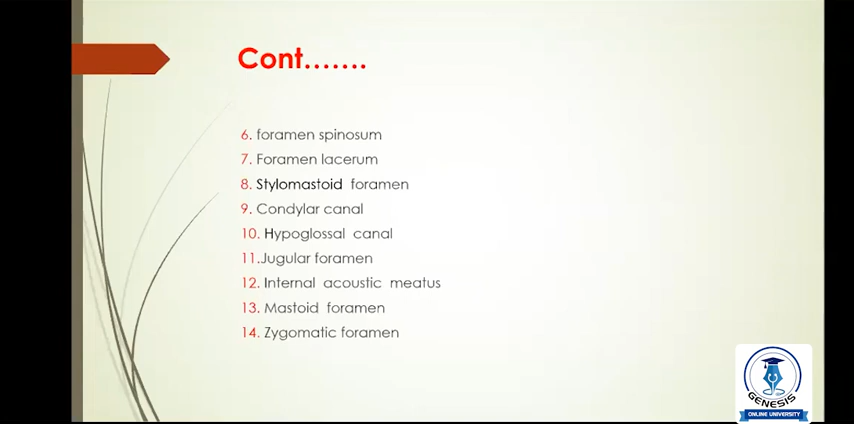 Cont.......
6. foramen spinosum
7. Foramen lacerum
8. Stylomastoid foramen
9. Condylar canal
10. Hypoglossal canal
11.Jugular foramen
12. Internal acoustic meatus
13. Mastoid foramen
14. Zygomatic foramen
GENESIS
ONLINE UNIVERSITY